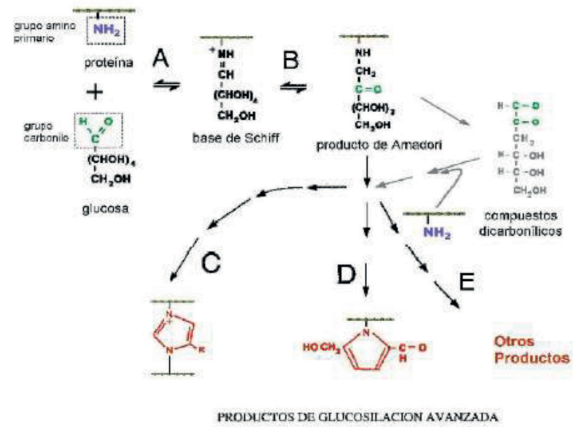 grupo amino
primario
NH₂
proteína
+
grupo
carbonilo
H
O
C
(CHOH)₄
CH₂OH
glucosa
A
+
NH
CH
(CHOH)₄
CH₂OH
base de Schiff
B
NH
CH₂
C=O
(CHOH)₃
CH₂OH
producto de Amadori
C=O
C=O
CH₂
H-C-OH
H-C-OH
CH₂OH
compuestos
dicarbonílicos
NH₂
C
D
E
N
+
N
R
HOCH₂
N
C=O
H
Otros
Productos
PRODUCTOS DE GLUCOSILACION AVANZADA